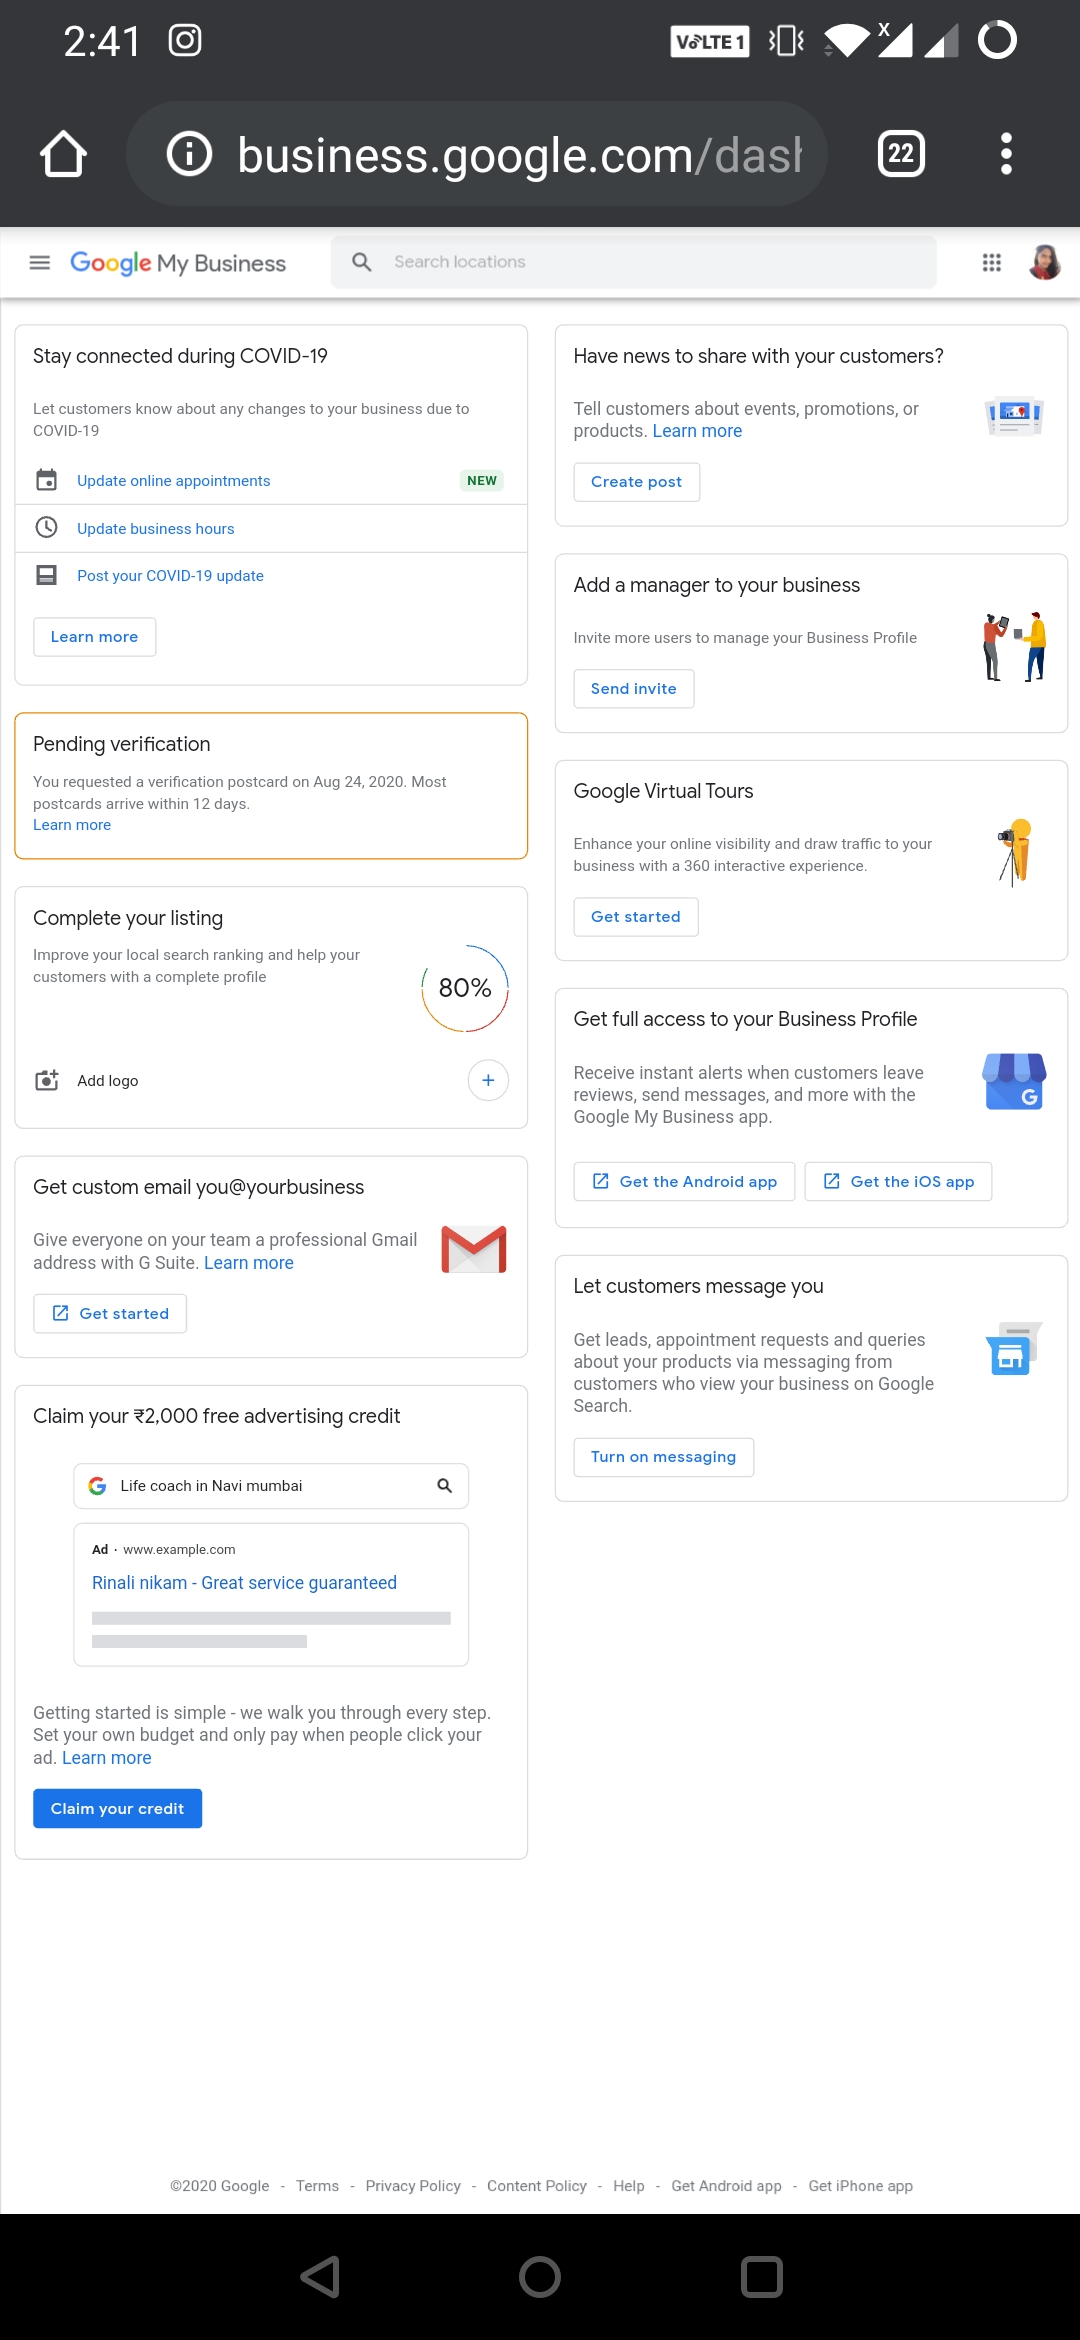 2:41
VoLTE 1
X
business.google.com/dash
22
Google My Business
Search locations
Stay connected during COVID-19
Let customers know about any changes to your business due to
COVID-19
Update online appointments
NEW
Update business hours
Post your COVID-19 update
Learn more
Pending verification
You requested a verification postcard on Aug 24, 2020. Most
postcards arrive within 12 days.
Learn more
Complete your listing
Improve your local search ranking and help your
customers with a complete profile
80%
Add logo
Get custom email you@yourbusiness
Give everyone on your team a professional Gmail
address with G Suite. Learn more
Get started
Claim your ₹2,000 free advertising credit
Life coach in Navi mumbai
Ad · www.example.com
Rinali nikam - Great service guaranteed
Getting started is simple - we walk you through every step.
Set your own budget and only pay when people click your
ad. Learn more
Claim your credit
Have news to share with your customers?
Tell customers about events, promotions, or
products. Learn more
Create post
Add a manager to your business
Invite more users to manage your Business Profile
Send invite
Google Virtual Tours
Enhance your online visibility and draw traffic to your
business with a 360 interactive experience.
Get started
Get full access to your Business Profile
Receive instant alerts when customers leave
reviews, send messages, and more with the
Google My Business app.
G
Get the Android app
Get the iOS app
Let customers message you
Get leads, appointment requests and queries
about your products via messaging from
customers who view your business on Google
Search.
Turn on messaging
©2020 Google - Terms - Privacy Policy - Content Policy - Help - Get Android app - Get iPhone app